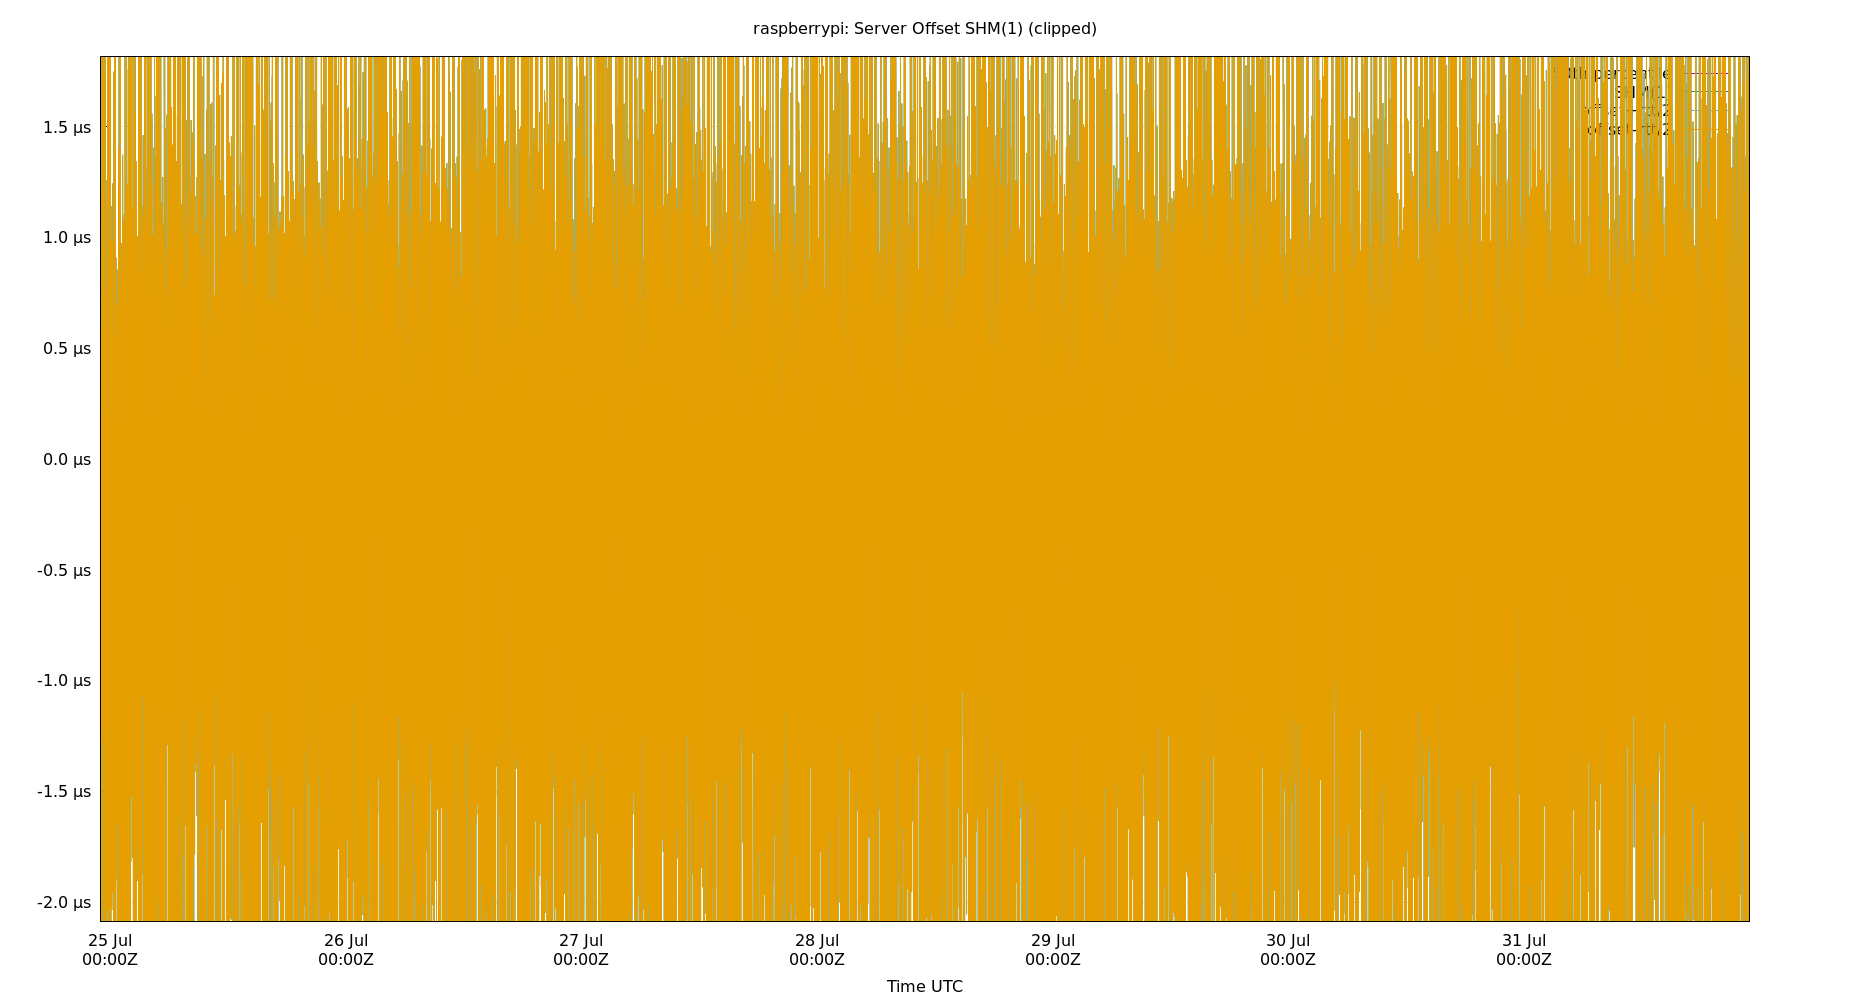 raspberrypi: Server Offset SHM(1) (clipped)
1.5 µs
1.0 µs
0.5 µs
0.0 µs
-0.5 µs
-1.0 µs
-1.5 µs
-2.0 µs
25 Jul 26 Jul 27 Jul 28 Jul 29 Jul 30 Jul 31 Jul
00:00Z 00:00Z 00:00Z 00:00Z 00:00Z 00:00Z 00:00Z
Time UTC